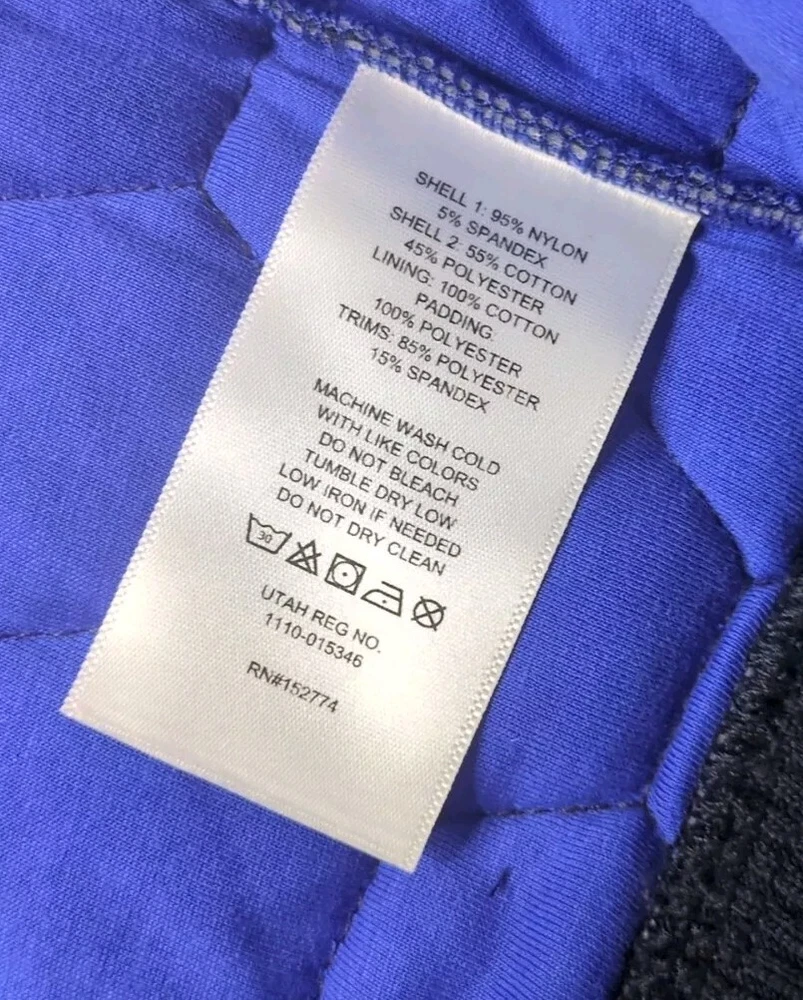 SHELL 1: 95% NYLON
5% SPANDEX
SHELL 2: 55% COTTON
45% POLYESTER
LINING: 100% COTTON
PADDING:
100% POLYESTER
TRIMS: 85% POLYESTER
15% SPANDEX
MACHINE WASH COLD
WITH LIKE COLORS
DO NOT BLEACH
TUMBLE DRY LOW
LOW IRON IF NEEDED
DO NOT DRY CLEAN
30
UTAH REG NO.
1110-015346
RN#152774